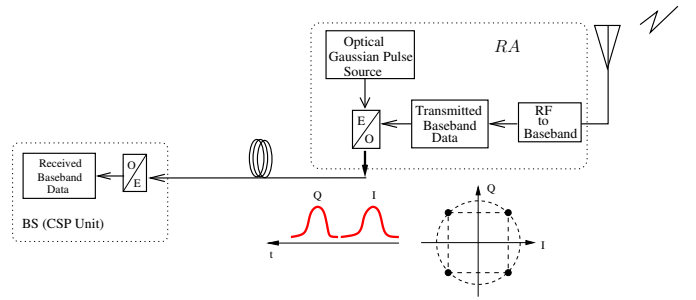 Optical
Gaussian Pulse
Source
RA
E
O
Transmitted
Baseband
Data
RF
to
Baseband
Received
Baseband
Data
O
E
BS (CSP Unit)
Q
I
t
Q
I